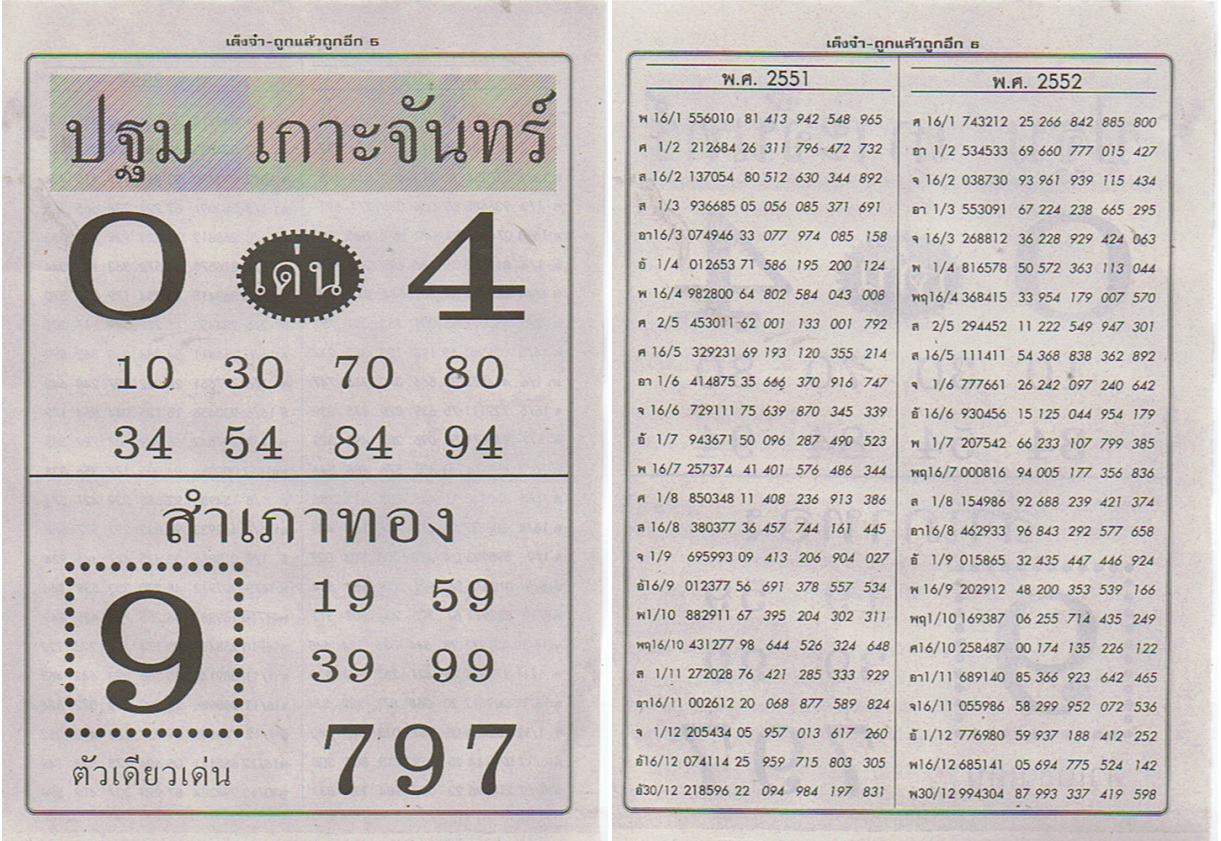 เต็งจ๋า-ถูกแล้วถูกอีก 5
ปฐม เกาะจันทร์
0 เด่น 4
10 30 70 80
34 54 84 94
สำเภาทอง
9
19 59
39 99
797
ตัวเดียวเด่น
เต็งจ๋า-ถูกแล้วถูกอีก 6
พ.ศ. 2551
พ 16/1 556010 81 413 942 548 965
ศ 1/2 212684 26 311 796 472 732
ส 16/2 137054 80 512 630 344 892
ส 1/3 936685 05 056 085 371 691
อา16/3 074946 33 077 974 085 158
อั 1/4 012653 71 586 195 200 124
พ 16/4 982800 64 802 584 043 008
ศ 2/5 453011 62 001 133 001 792
ศ 16/5 329231 69 193 120 355 214
อา 1/6 414875 35 666 370 916 747
จ 16/6 729111 75 639 870 345 339
อั 1/7 943671 50 096 287 490 523
พ 16/7 257374 41 401 576 486 344
ศ 1/8 850348 11 408 236 913 386
ส 16/8 380377 36 457 744 161 445
จ 1/9 695993 09 413 206 904 027
อั16/9 012377 56 691 378 557 534
พ1/10 882911 67 395 204 302 311
พฤ16/10 431277 98 644 526 324 648
ส 1/11 272028 76 421 285 333 929
16/11 002612 20 068 877 589 824
จ 1/12 205434 05 957 013 617 260
อั16/12 074114 25 959 715 803 305
อั30/12 218596 22 094 984 197 831
พ.ศ. 2552
ศ 16/1 743212 25 266 842 885 800
อา 1/2 534533 69 660 777 015 427
จ 16/2 038730 93 961 939 115 434
อา 1/3 553091 67 224 238 665 295
จ 16/3 268812 36 228 929 424 063
พ 1/4 816578 50 572 363 113 044
พฤ16/4 368415 33 954 179 007 570
ส 2/5 294452 11 222 549 947 301
ส 16/5 111411 54 368 838 362 892
จ 1/6 777661 26 242 097 240 642
อั 16/6 930456 15 125 044 954 179
พ 1/7 207542 66 233 107 799 385
พฤ16/7 000816 94 005 177 356 836
ส 1/8 154986 92 688 239 421 374
อา16/8 462933 96 843 292 577 658
อั 1/9 015865 32 435 447 446 924
พ 16/9 202912 48 200 353 539 166
พฤ1/10 169387 06 255 714 435 249
ศ16/10 258487 00 174 135 226 122
อา1/11 689140 85 366 923 642 465
จ16/11 055986 58 299 952 072 536
อั 1/12 776980 59 937 188 412 252
พ16/12 685141 05 694 775 524 142
พ30/12 994304 87 993 337 419 598